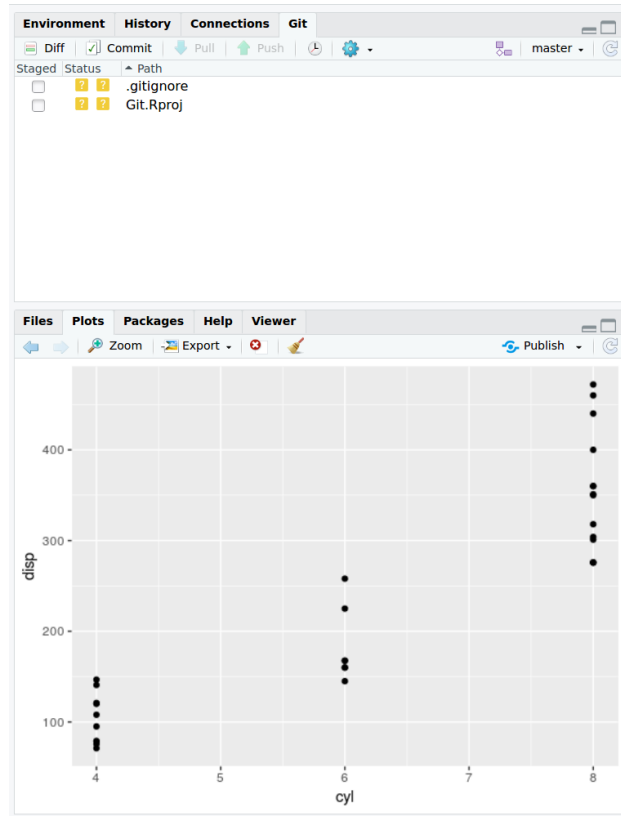 Environment History Connections Git
Diff Commit Pull Push master
Staged Status Path
? ? .gitignore
? ? Git.Rproj
Files Plots Packages Help Viewer
Zoom Export Publish
400
300
disp
200
100
4 5 6 7 8
cyl